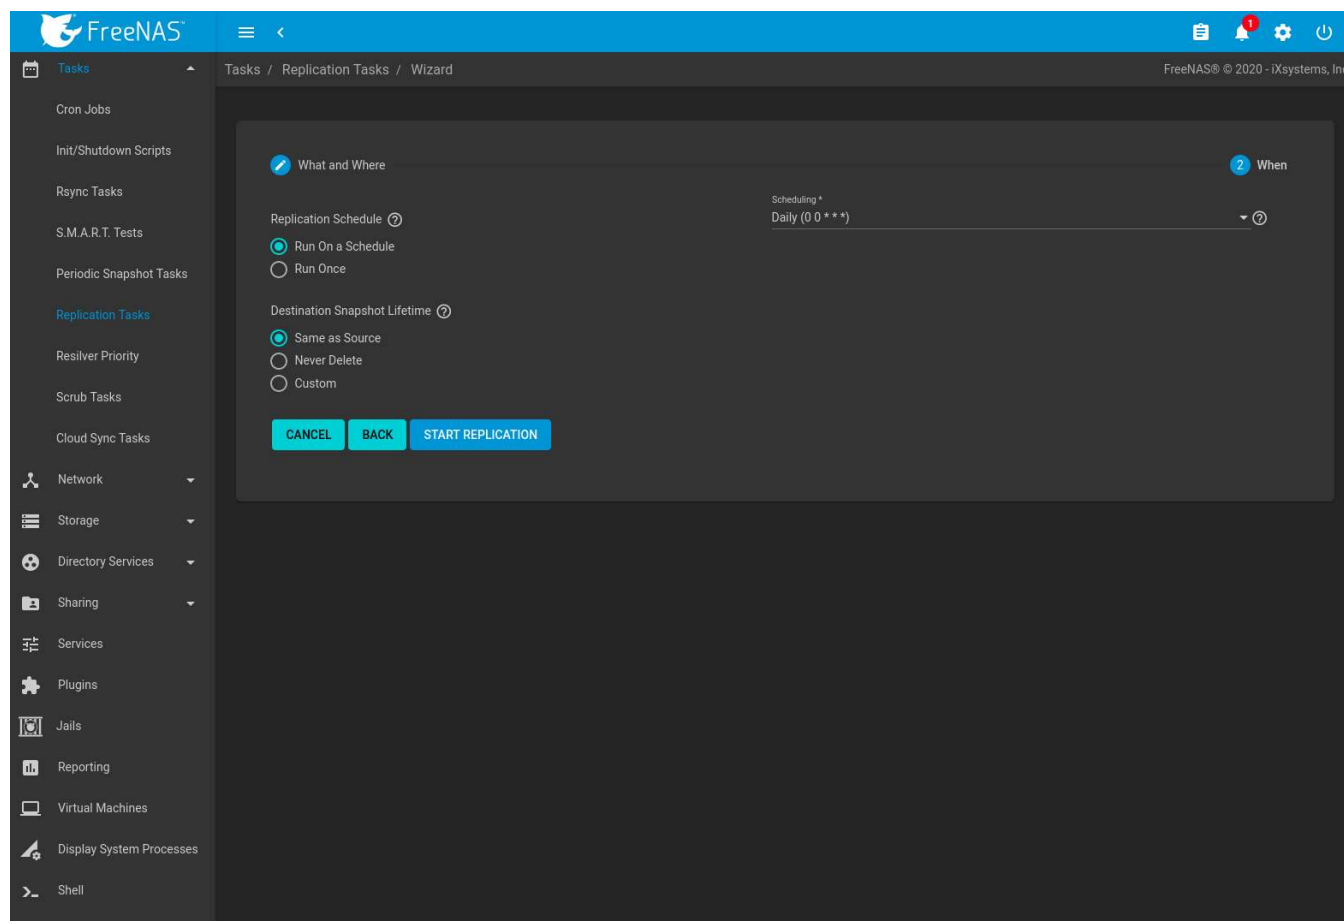 FreeNAS™
1
Tasks
Tasks / Replication Tasks / Wizard
FreeNAS® © 2020 - iXsystems, Inc
Cron Jobs
Init/Shutdown Scripts
Rsync Tasks
S.M.A.R.T. Tests
Periodic Snapshot Tasks
Replication Tasks
Resilver Priority
Scrub Tasks
Cloud Sync Tasks
Network
Storage
Directory Services
Sharing
Services
Plugins
Jails
Reporting
Virtual Machines
Display System Processes
Shell
What and Where
2 When
Replication Schedule
Run On a Schedule
Run Once
Scheduling *
Daily (0 0 * * *)
Destination Snapshot Lifetime
Same as Source
Never Delete
Custom
CANCEL BACK START REPLICATION